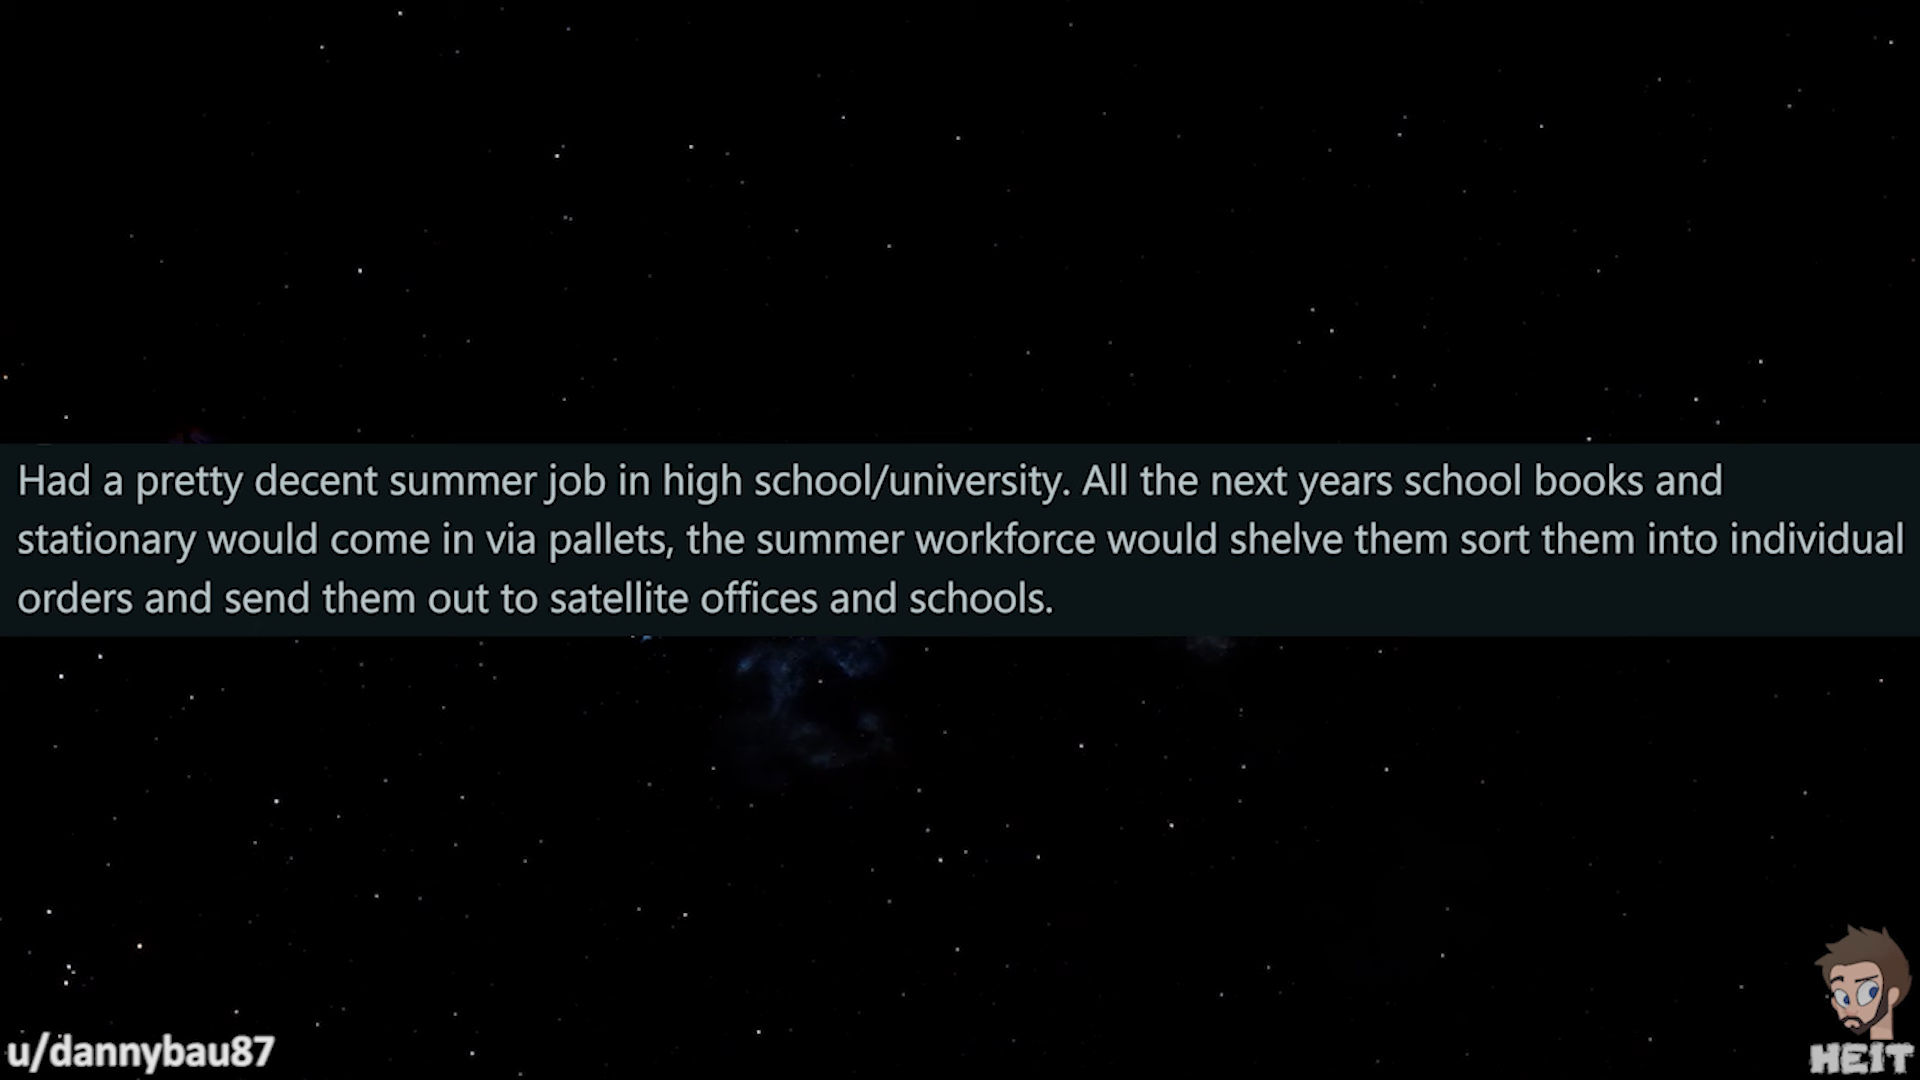 Had a pretty decent summer job in high school/university. All the next years school books and
stationary would come in via pallets, the summer workforce would shelve them sort them into individual
orders and send them out to satellite offices and schools.
u/dannybau87
HEIT